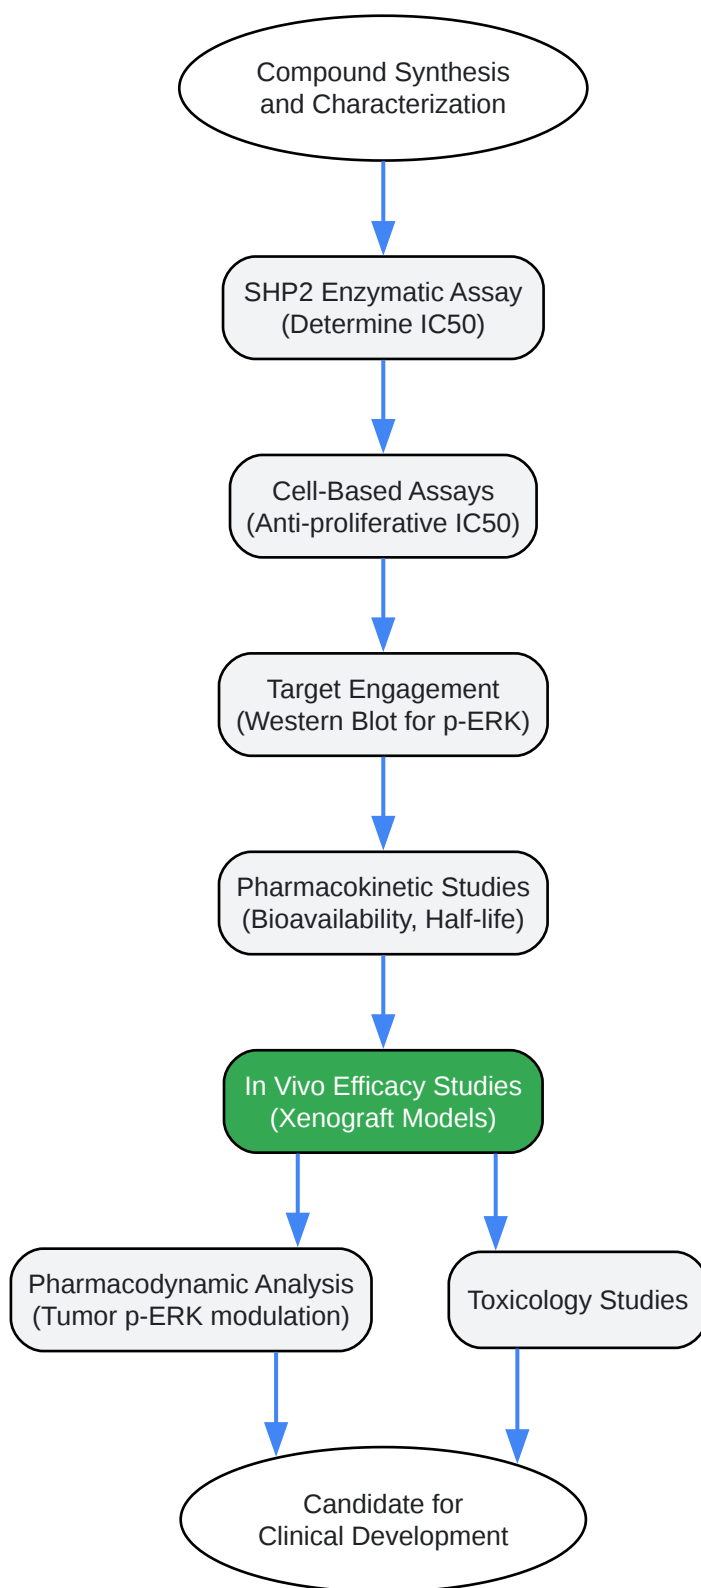 Compound Synthesis
and Characterization
SHP2 Enzymatic Assay
(Determine IC50)
Cell-Based Assays
(Anti-proliferative IC50)
Target Engagement
(Western Blot for p-ERK)
Pharmacokinetic Studies
(Bioavailability, Half-life)
In Vivo Efficacy Studies
(Xenograft Models)
Pharmacodynamic Analysis
(Tumor p-ERK modulation)
Toxicology Studies
Candidate for
Clinical Development